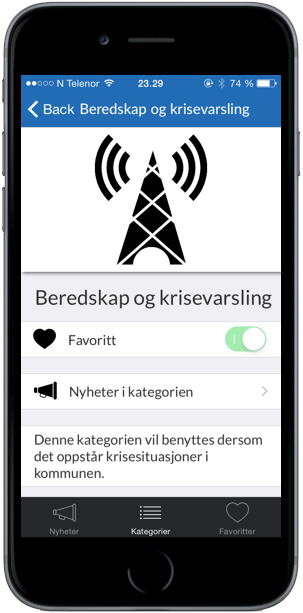 N Telenor 23.29 74 %
Back Beredskap og krisevarsling
Beredskap og krisevarsling
Favoritt
Nyheter i kategorien
Denne kategorien vil benyttes dersom
det oppstår krisesituasjoner i
kommunen.
Nyheter Kategorier Favoritter